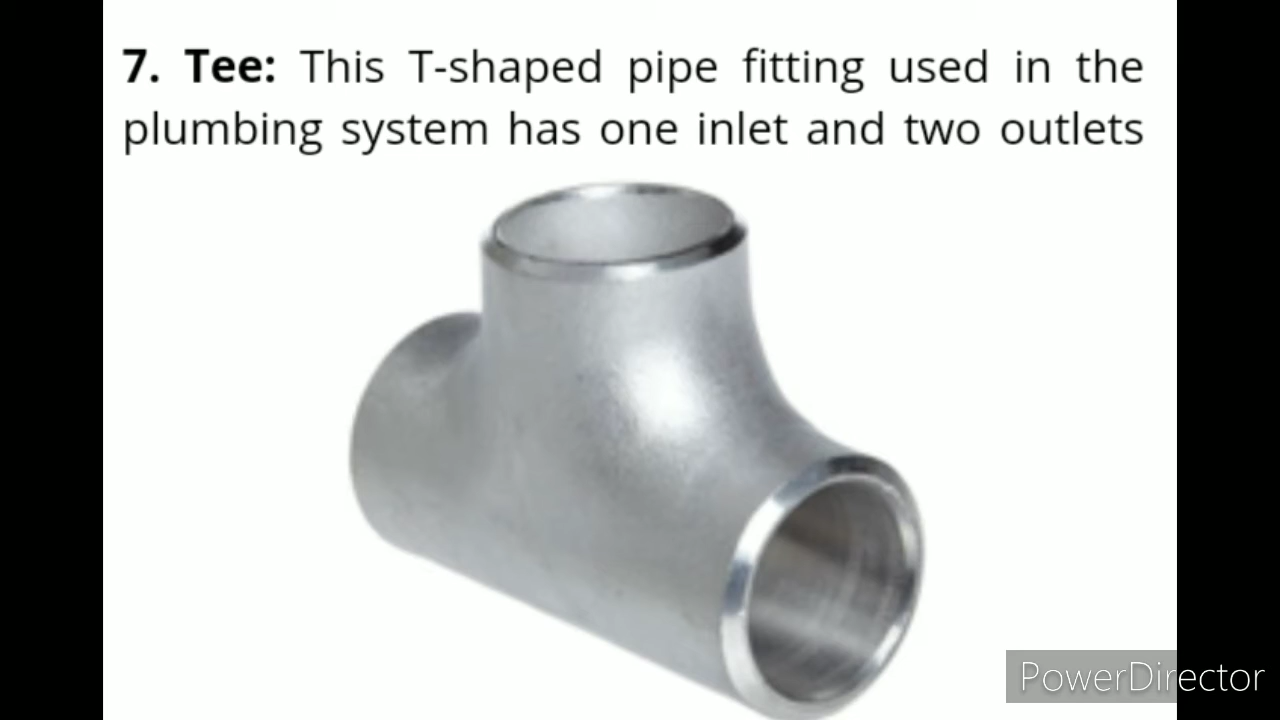 7. Tee: This T-shaped pipe fitting used in the
plumbing system has one inlet and two outlets
PowerDirector